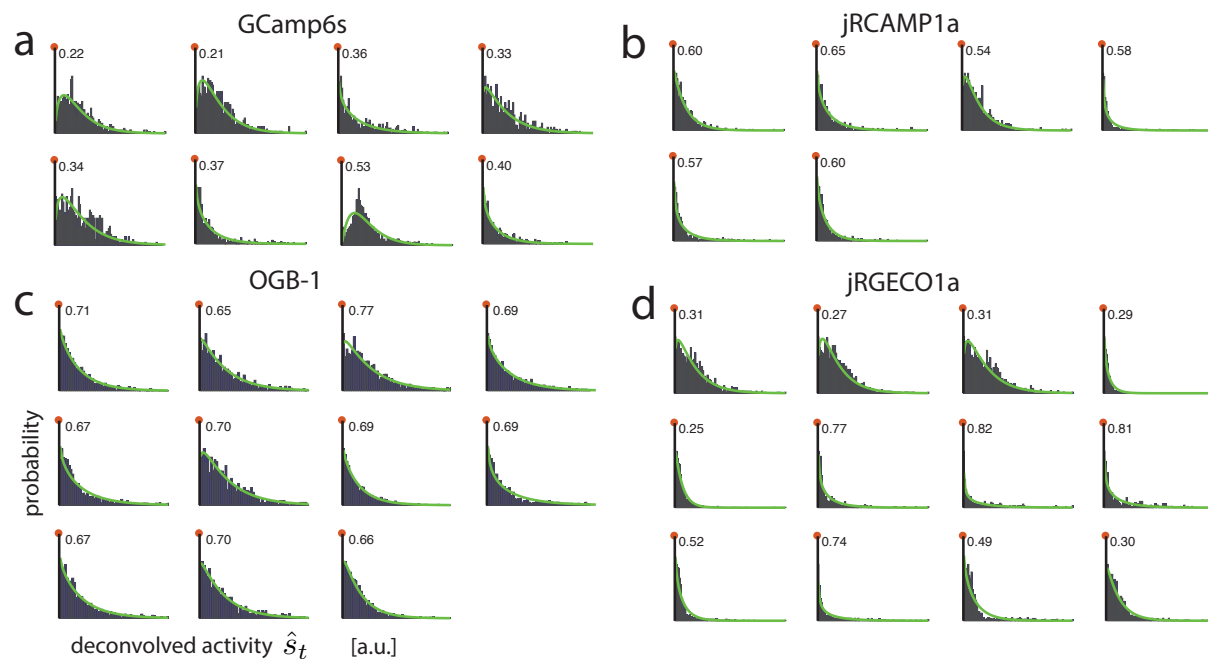 GCamp6s
a
0.22 0.21 0.36 0.33
0.34 0.37 0.53 0.40
jRCAMP1a
b
0.60 0.65 0.54 0.58
0.57 0.60
OGB-1
c
0.71 0.65 0.77 0.69
0.67 0.70 0.69 0.69
0.67 0.70 0.66
probability
deconvolved activity ŝ_t [a.u.]
jRGECO1a
d
0.31 0.27 0.31 0.29
0.25 0.77 0.82 0.81
0.52 0.74 0.49 0.30